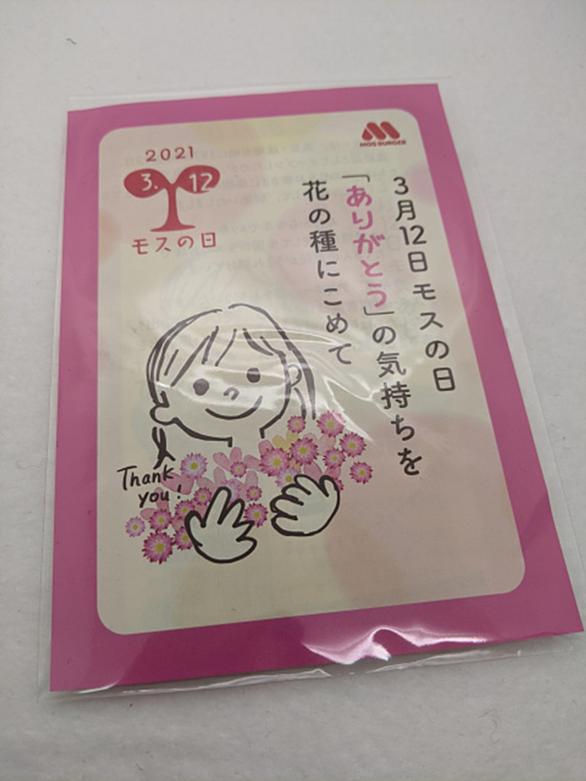 2021
3.12
モスの日
MOS BURGER
3月12日 モスの日
「ありがとう」の気持ちを
花の種にこめて
Thank
you!